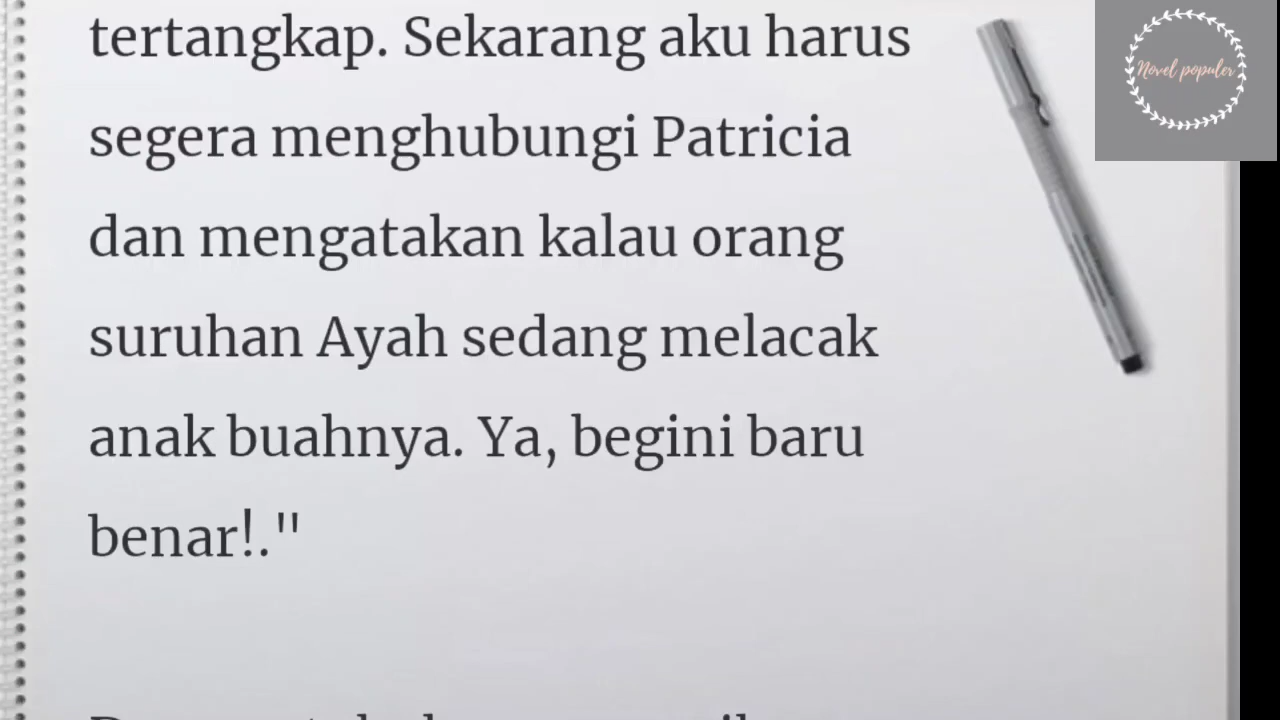 tertangkap. Sekarang aku harus
segera menghubungi Patricia
dan mengatakan kalau orang
suruhan Ayah sedang melacak
anak buahnya. Ya, begini baru
benar!."
Novel populer